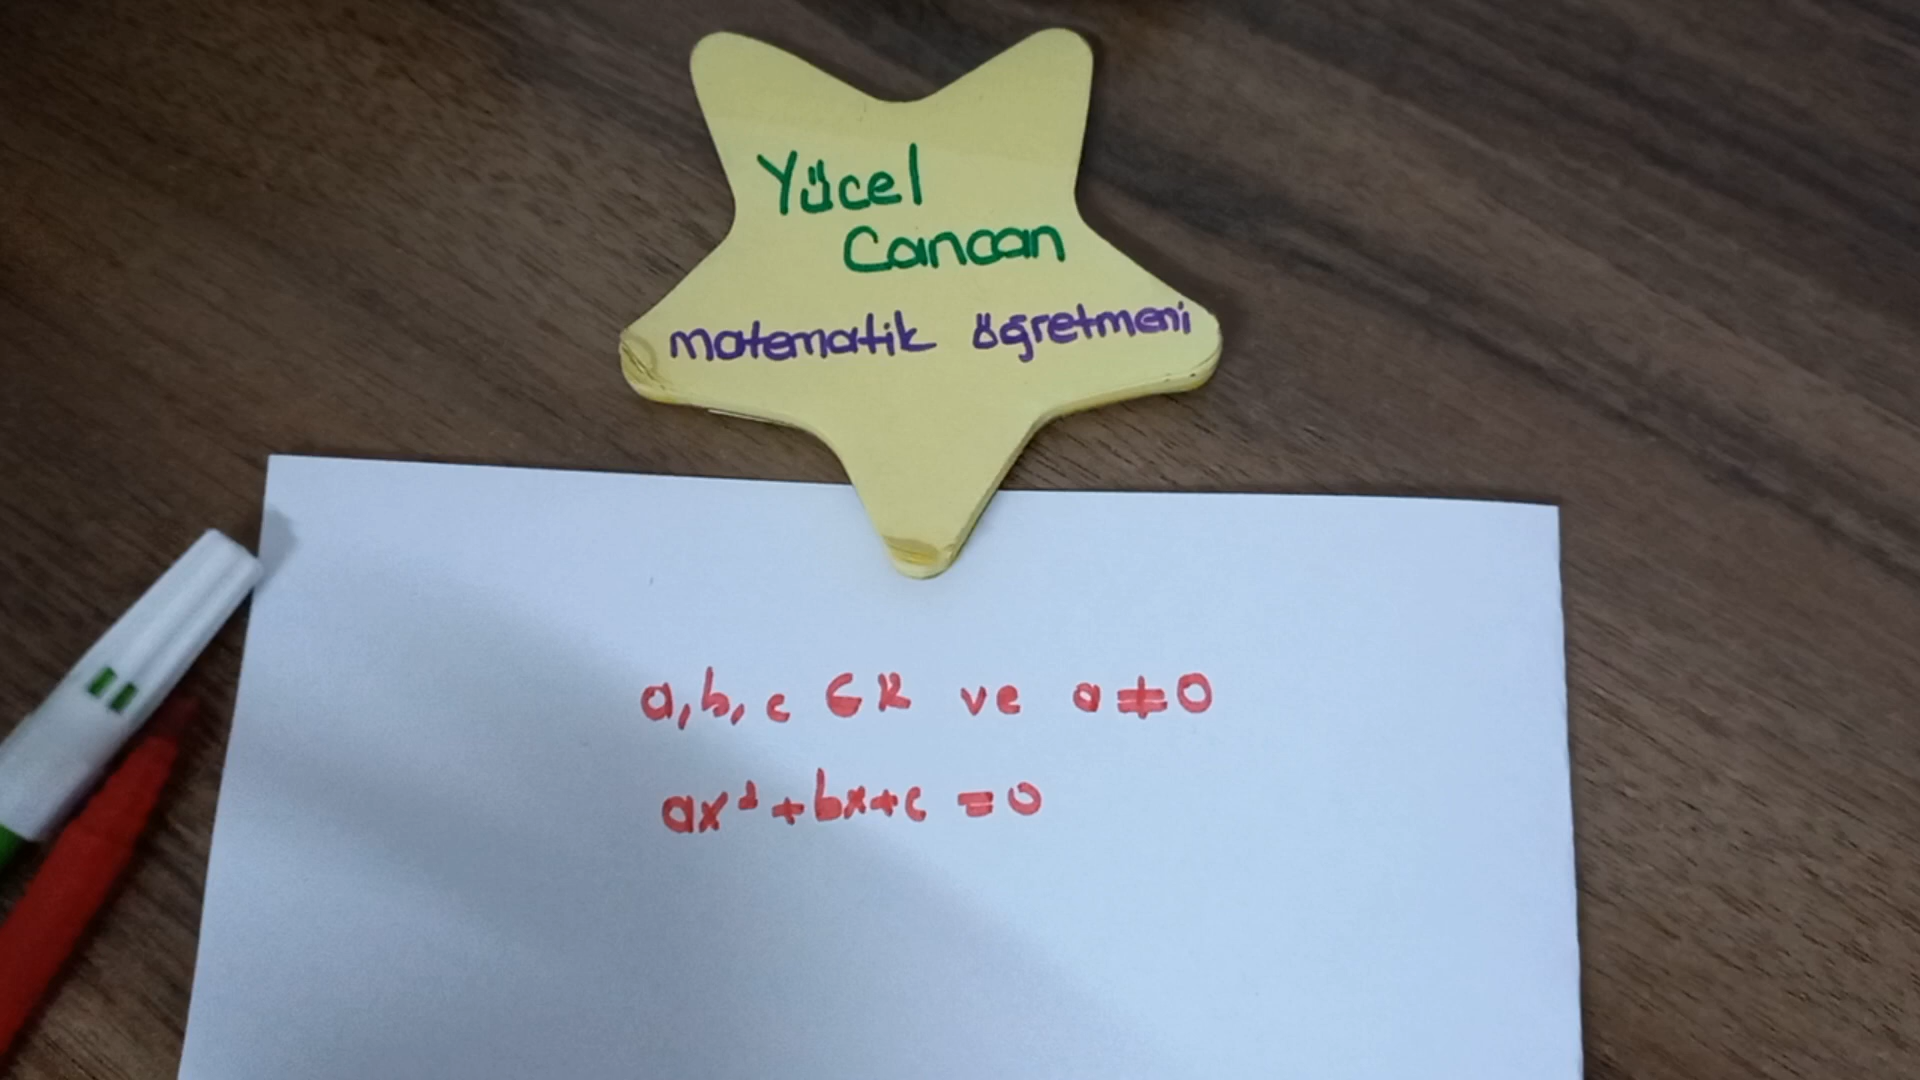 Yücel
Cancan
matematik öğretmeni
a, b, c ∈ R ve a ≠ 0
ax² + bx + c = 0